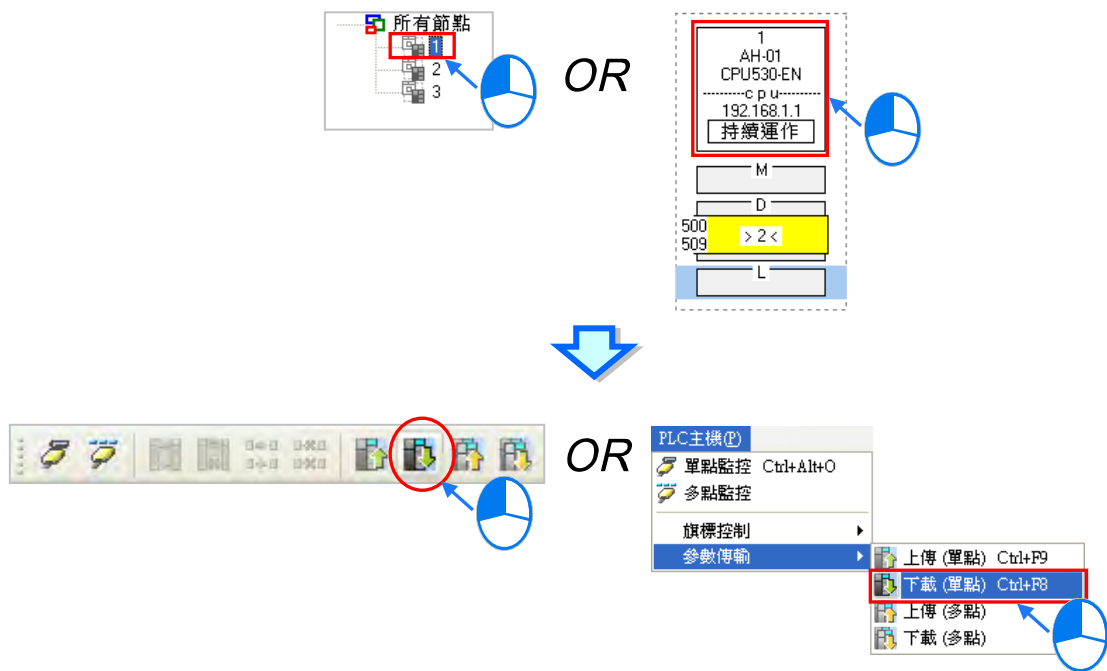 所有節點
1
2
3
OR
1
AH-01
CPU530-EN
--------c p u--------
192.168.1.1
持續運作
M
D
500
509
> 2 <
L
OR
PLC主機(P)
單點監控 Ctrl+Alt+O
多點監控
旗標控制
參數傳輸
上傳 (單點) Ctrl+F9
下載 (單點) Ctrl+F8
上傳 (多點)
下載 (多點)